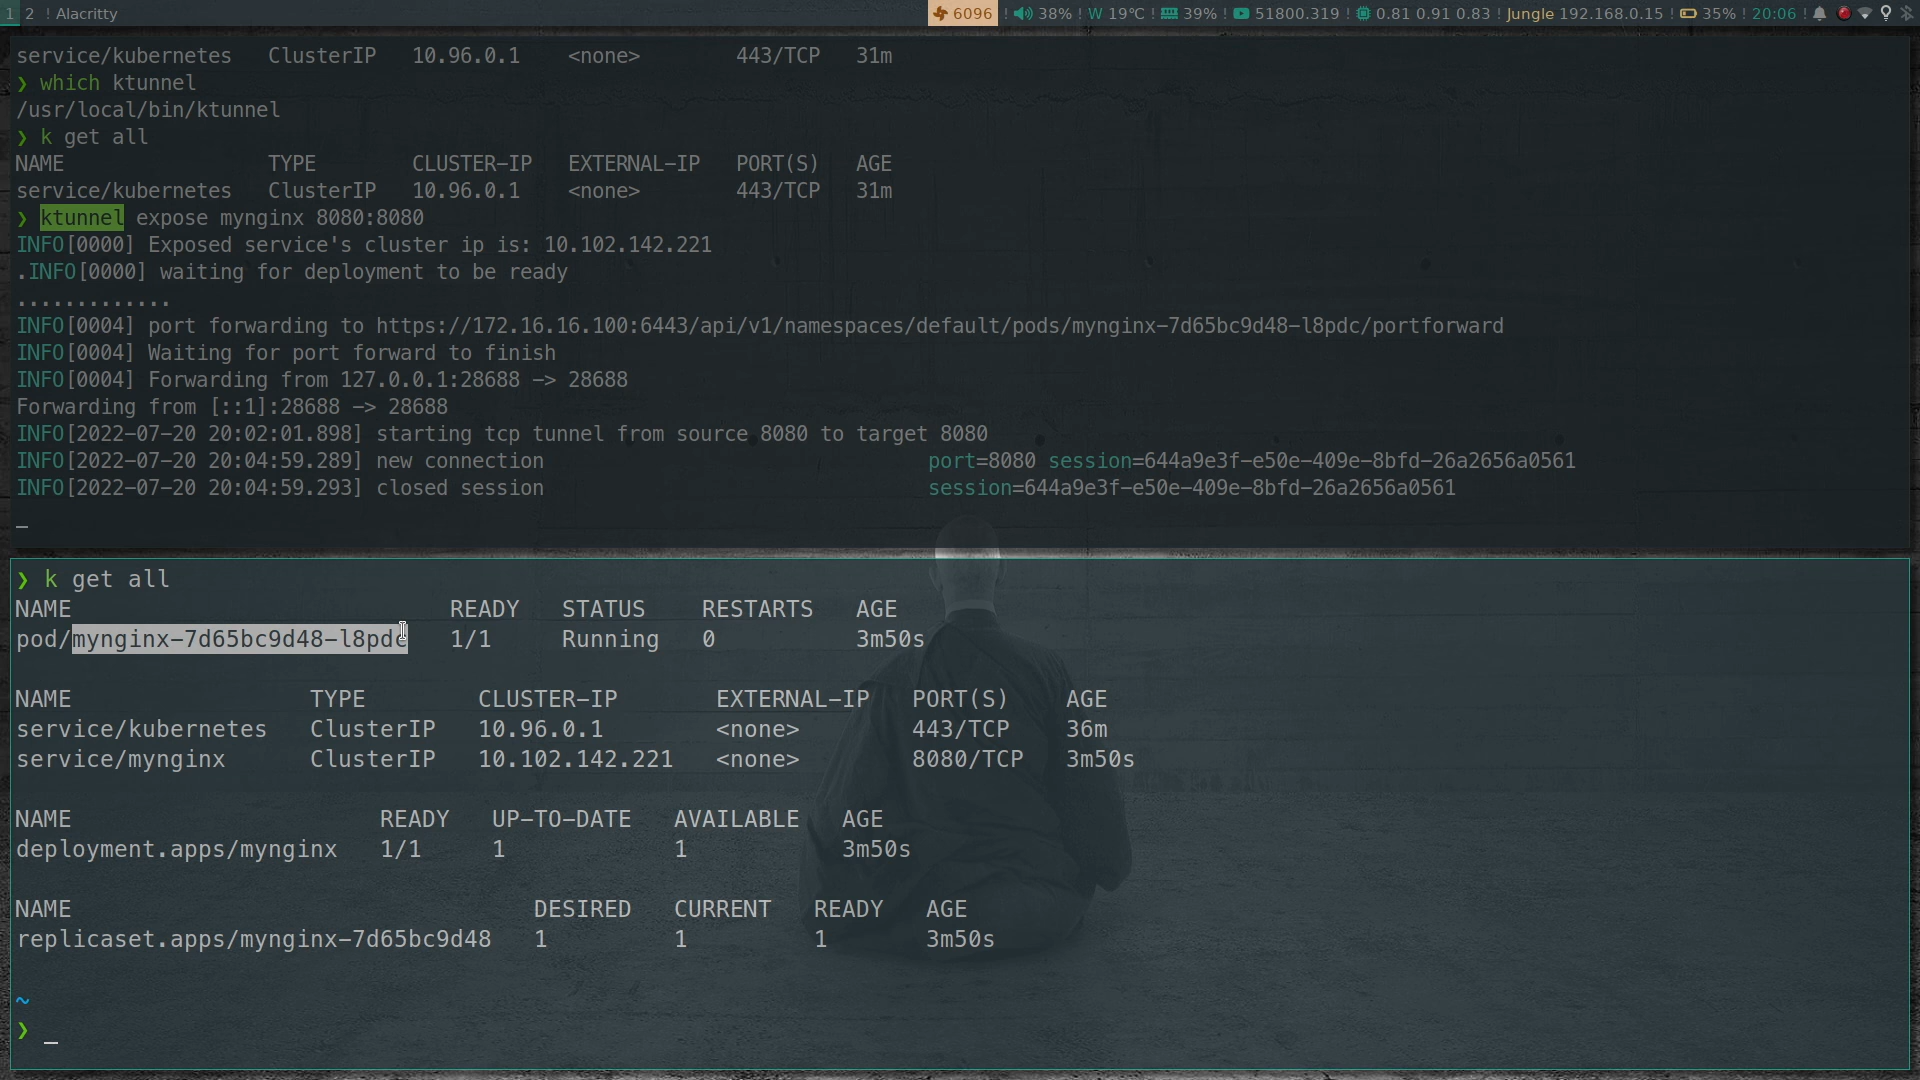 1 2 ! Alacritty 6096 ! 38% ! W 19℃ ! 39% ! 51800.319 ! 0.81 0.91 0.83 ! Jungle 192.168.0.15 ! 35% ! 20:06 !
service/kubernetes ClusterIP 10.96.0.1 <none> 443/TCP 31m
❯ which ktunnel
/usr/local/bin/ktunnel
❯ k get all
NAME TYPE CLUSTER-IP EXTERNAL-IP PORT(S) AGE
service/kubernetes ClusterIP 10.96.0.1 <none> 443/TCP 31m
❯ ktunnel expose mynginx 8080:8080
INFO[0000] Exposed service's cluster ip is: 10.102.142.221
.INFO[0000] waiting for deployment to be ready
.............
INFO[0004] port forwarding to https://172.16.16.100:6443/api/v1/namespaces/default/pods/mynginx-7d65bc9d48-l8pdc/portforward
INFO[0004] Waiting for port forward to finish
INFO[0004] Forwarding from 127.0.0.1:28688 -> 28688
Forwarding from [::1]:28688 -> 28688
INFO[2022-07-20 20:02:01.898] starting tcp tunnel from source 8080 to target 8080
INFO[2022-07-20 20:04:59.289] new connection port=8080 session=644a9e3f-e50e-409e-8bfd-26a2656a0561
INFO[2022-07-20 20:04:59.293] closed session session=644a9e3f-e50e-409e-8bfd-26a2656a0561
❯ k get all
NAME READY STATUS RESTARTS AGE
pod/mynginx-7d65bc9d48-l8pdc 1/1 Running 0 3m50s
NAME TYPE CLUSTER-IP EXTERNAL-IP PORT(S) AGE
service/kubernetes ClusterIP 10.96.0.1 <none> 443/TCP 36m
service/mynginx ClusterIP 10.102.142.221 <none> 8080/TCP 3m50s
NAME READY UP-TO-DATE AVAILABLE AGE
deployment.apps/mynginx 1/1 1 1 3m50s
NAME DESIRED CURRENT READY AGE
replicaset.apps/mynginx-7d65bc9d48 1 1 1 3m50s
~
❯ _